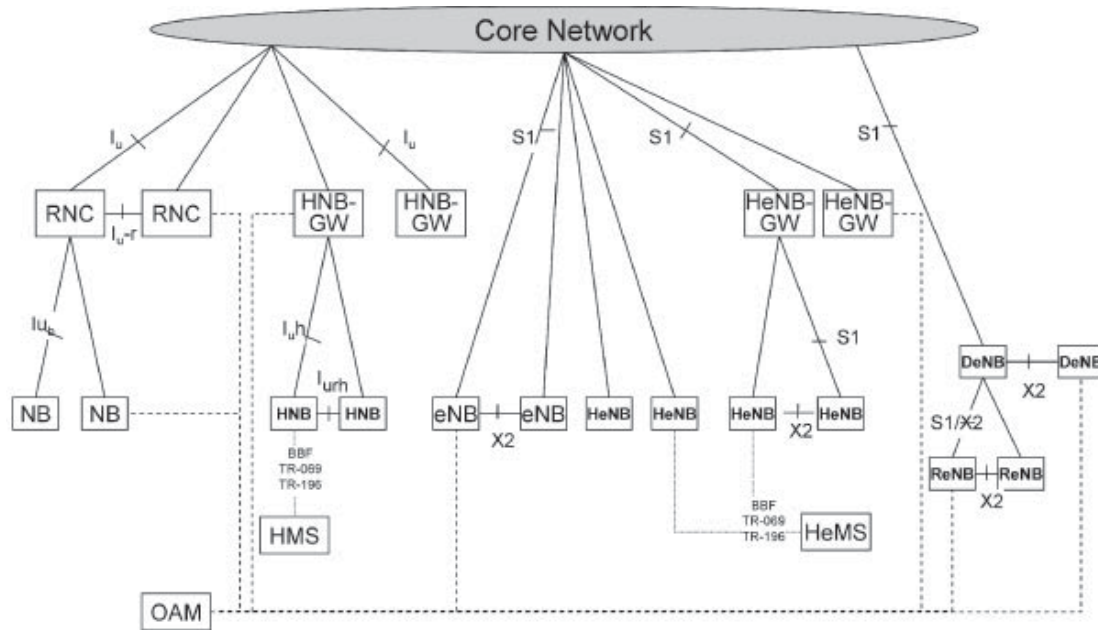 Core Network
Iu
Iu
S1
S1
S1
RNC
RNC
Iu-r
HNB-
GW
HNB-
GW
HeNB-
GW
HeNB-
GW
Iub
Iuh
S1
Iurh
DeNB
DeNB
X2
NB
NB
HNB
HNB
eNB
eNB
X2
HeNB
HeNB
HeNB
HeNB
X2
S1/X2
ReNB
ReNB
X2
BBF
TR-069
TR-196
HMS
BBF
TR-069
TR-196
HeMS
OAM